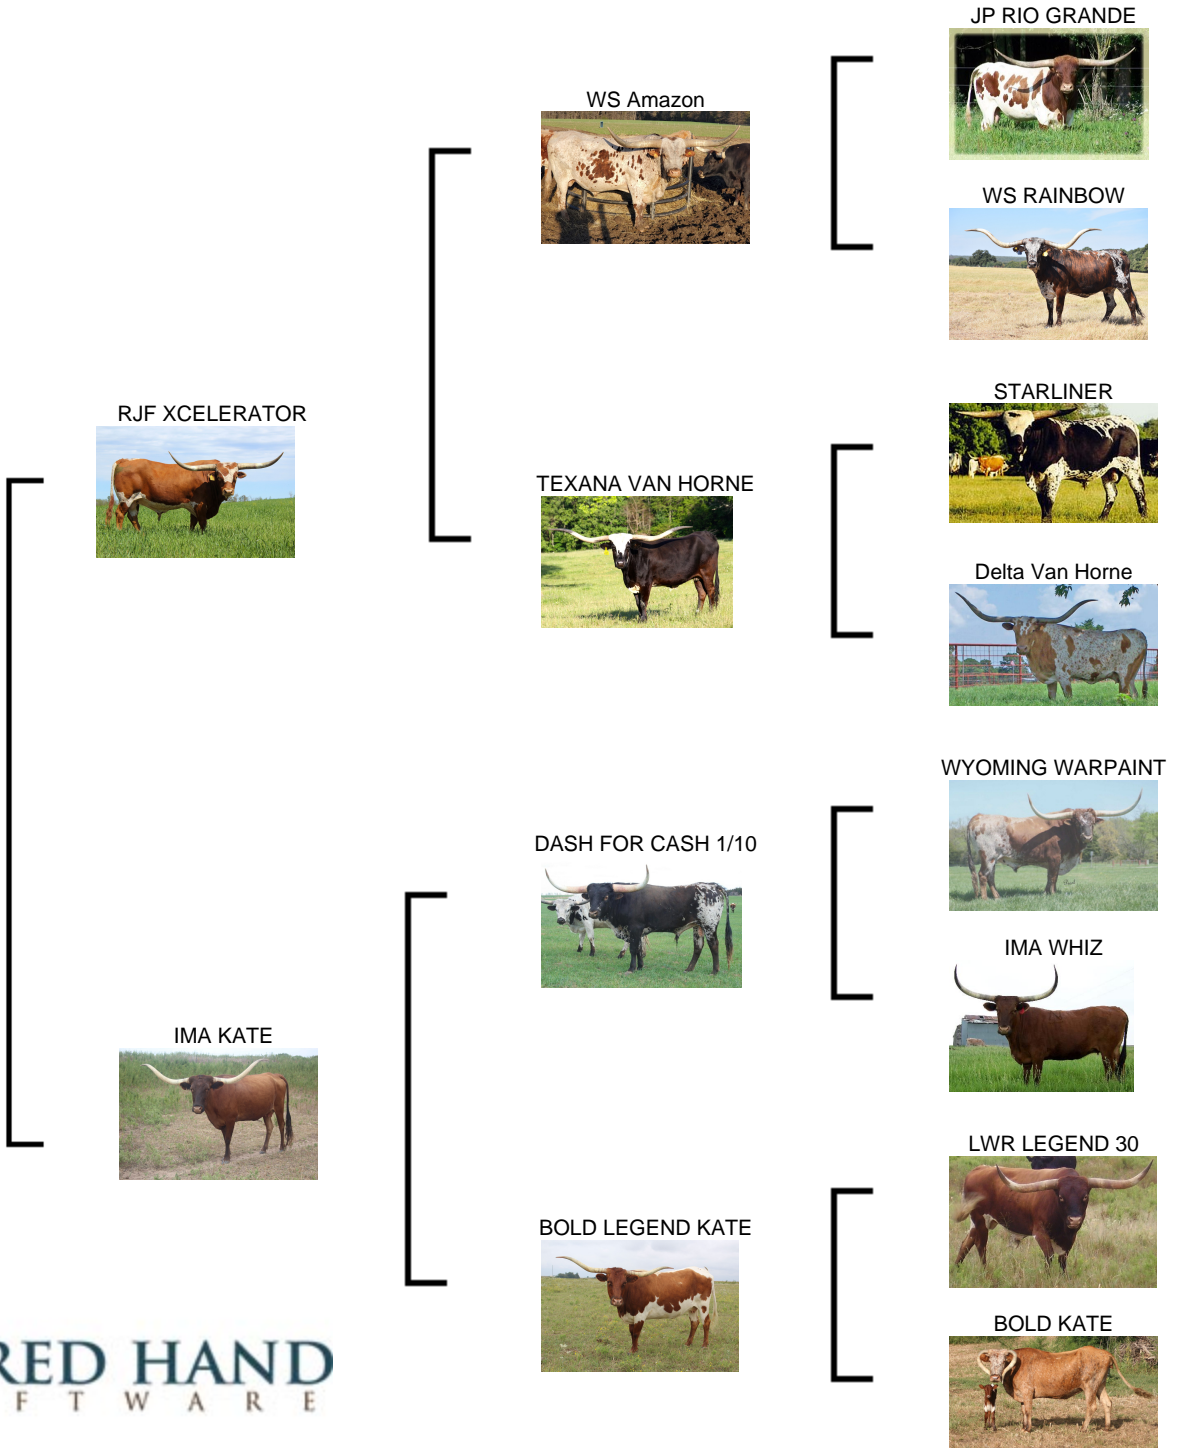 JP RIO GRANDE
WS Amazon
WS RAINBOW
STARLINER
RJF XCELERATOR
TEXANA VAN HORNE
Delta Van Horne
WYOMING WARPAINT
DASH FOR CASH 1/10
IMA WHIZ
IMA KATE
LWR LEGEND 30
BOLD LEGEND KATE
BOLD KATE
RED HAND
F T W A R E